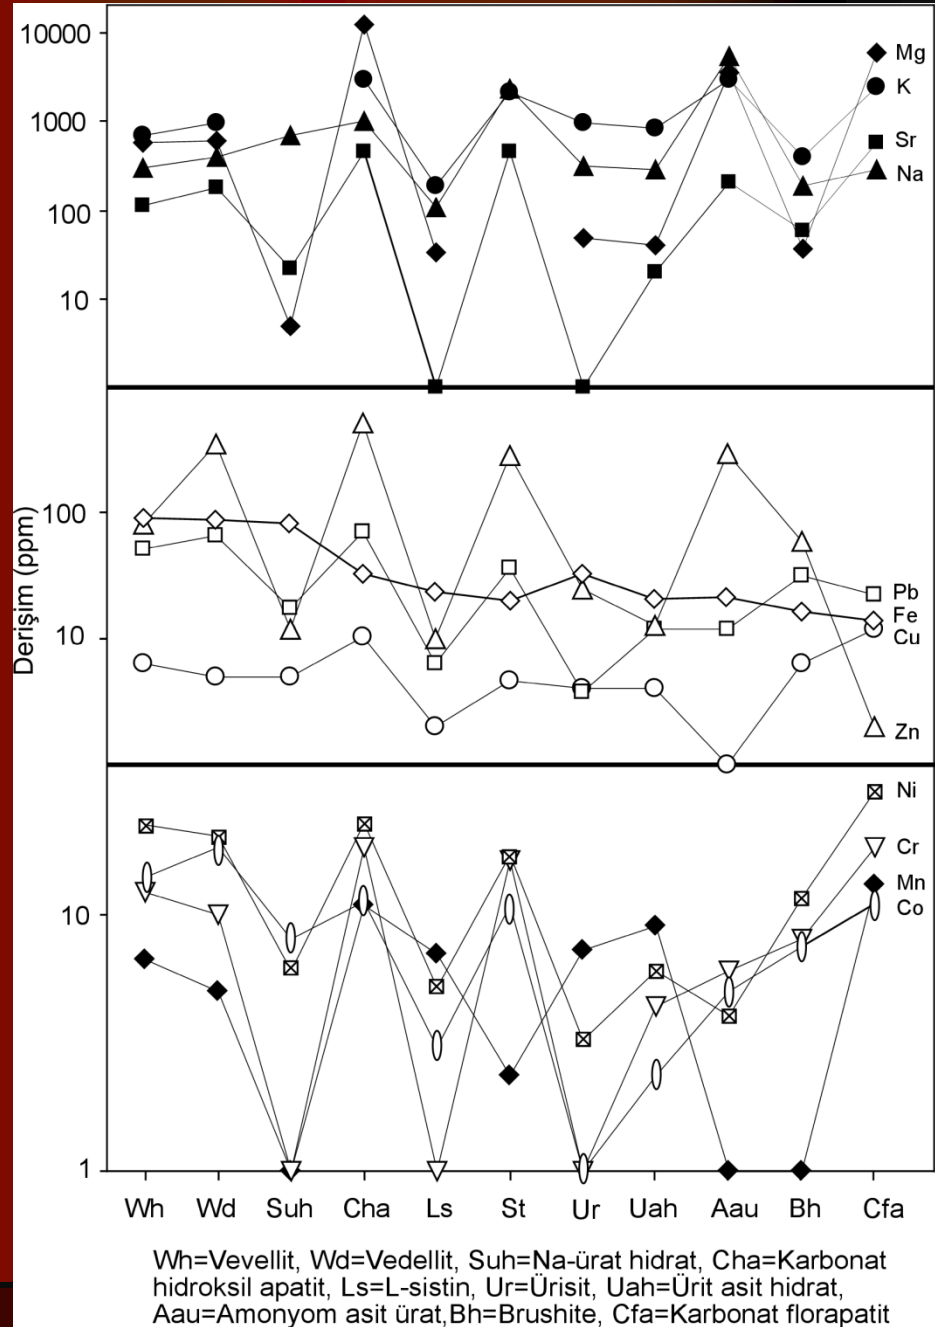 10000
1000
100
10
Mg
K
Sr
Na
Derişim (ppm)
100
10
Pb
Fe
Cu
Zn
10
1
Ni
Cr
Mn
Co
Wh Wd Suh Cha Ls St Ur Uah Aau Bh Cfa
Wh=Vevellit, Wd=Vedellit, Suh=Na-ürat hidrat, Cha=Karbonat
hidroksil apatit, Ls=L-sistin, Ur=Ürisit, Uah=Ürit asit hidrat,
Aau=Amonyom asit ürat,Bh=Brushite, Cfa=Karbonat florapatit